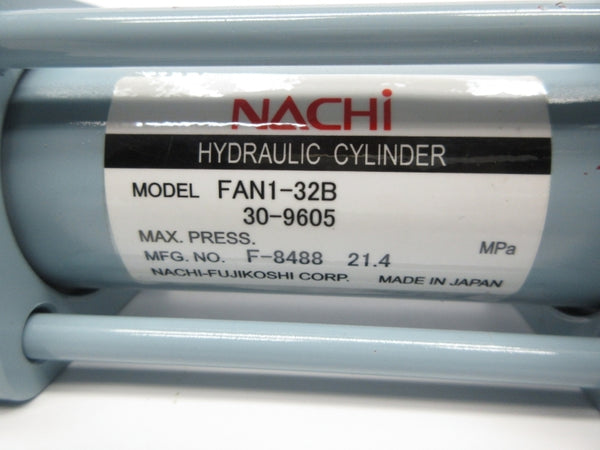 NACHi
HYDRAULIC CYLINDER
MODEL FAN1-32B
30-9605
MAX. PRESS. MPa
MFG. NO. F-8488 21.4
NACHI-FUJIKOSHI CORP. MADE IN JAPAN